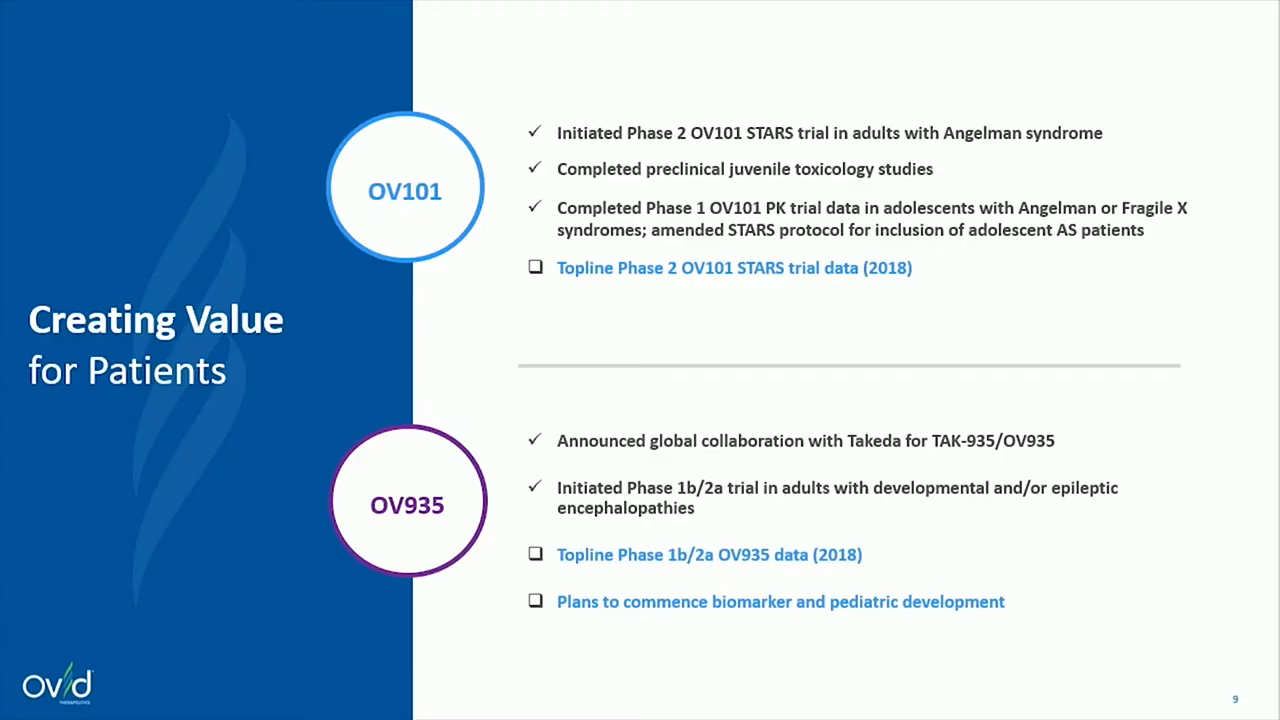 Creating Value
for Patients
OV101
Initiated Phase 2 OV101 STARS trial in adults with Angelman syndrome
Completed preclinical juvenile toxicology studies
Completed Phase 1 OV101 PK trial data in adolescents with Angelman or Fragile X
syndromes; amended STARS protocol for inclusion of adolescent AS patients
Topline Phase 2 OV101 STARS trial data (2018)
OV935
Announced global collaboration with Takeda for TAK-935/OV935
Initiated Phase 1b/2a trial in adults with developmental and/or epileptic
encephalopathies
Topline Phase 1b/2a OV935 data (2018)
Plans to commence biomarker and pediatric development
Ovid
THERAPEUTICS
9